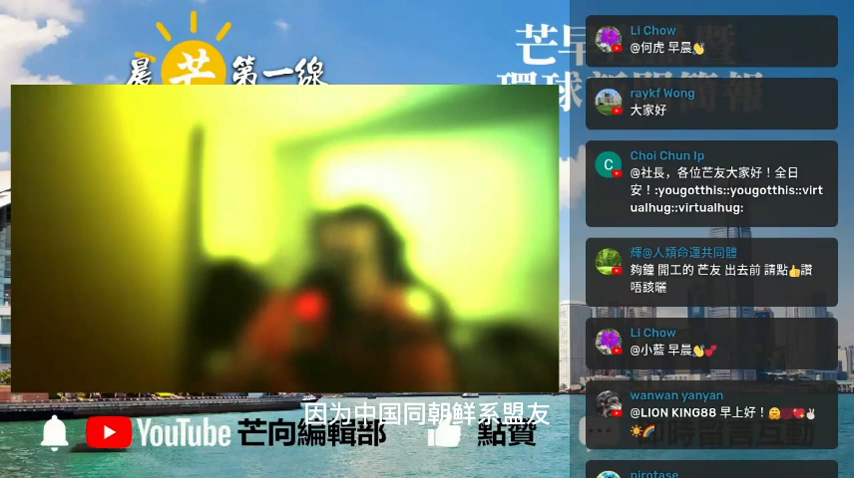 晨芒第一線
Li Chow
@何虎 早晨👋
raykf Wong
大家好
Choi Chun Ip
@社長，各位芒友大家好！全日
安！:yougotthis::yougotthis::virt
ualhug::virtualhug:
輝@人類命運共同體
夠鐘 開工的 芒友 出去前 請點👍讚
唔該曬
Li Chow
@小藍 早晨👋💕
wanwan yanyan
@LION KING88 早上好！🤗 💖✌🏻
☀️🌈
pirotase
因为中国同朝鲜系盟友
YouTube 芒向編輯部 點贊 即時留言互動